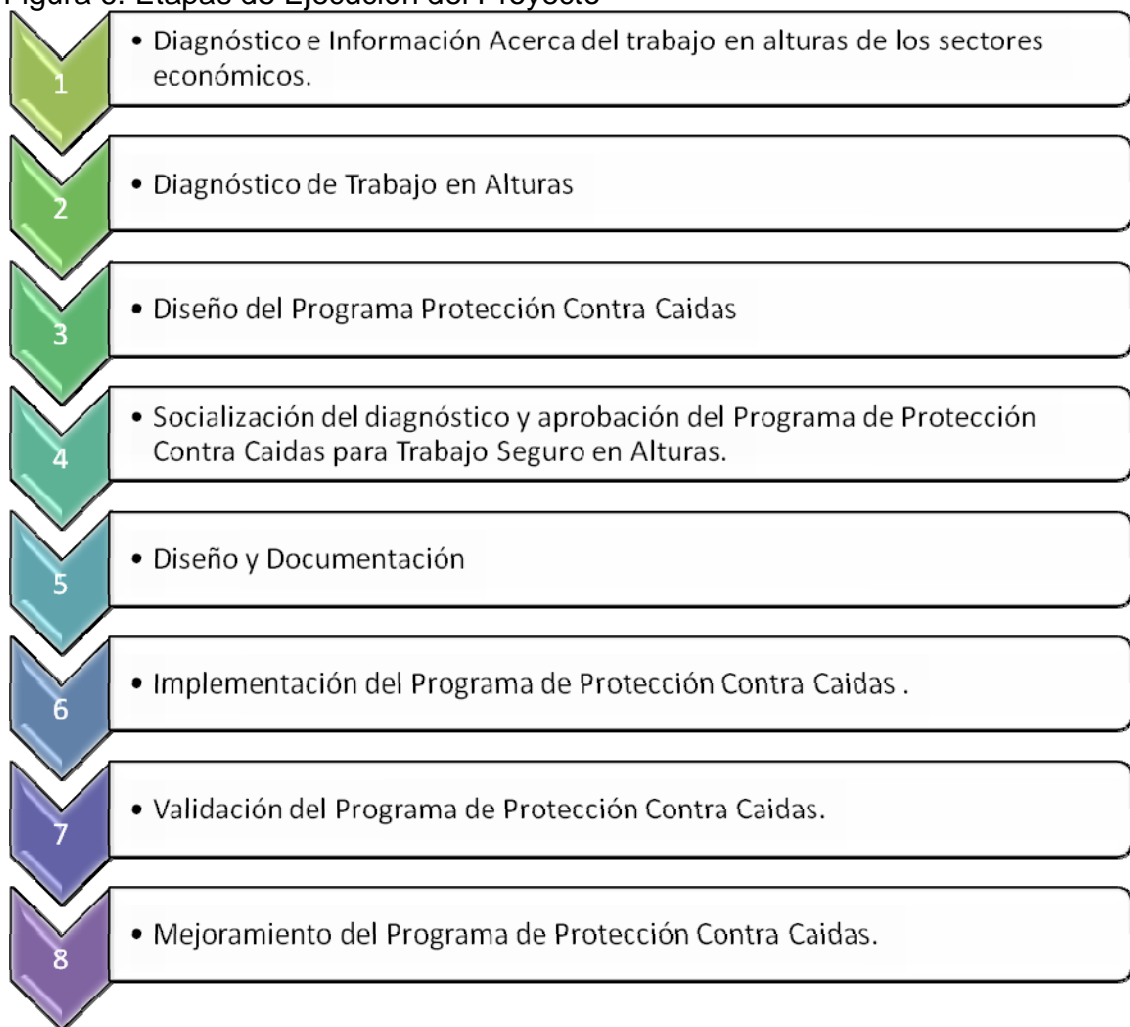 Figura 3. Etapas de Ejecución del Proyecto
1
• Diagnóstico e Información Acerca del trabajo en alturas de los sectores
económicos.
2
• Diagnóstico de Trabajo en Alturas
3
• Diseño del Programa Protección Contra Caidas
4
• Socialización del diagnóstico y aprobación del Programa de Protección
Contra Caidas para Trabajo Seguro en Alturas.
5
• Diseño y Documentación
6
• Implementación del Programa de Protección Contra Caidas .
7
• Validación del Programa de Protección Contra Caidas.
8
• Mejoramiento del Programa de Protección Contra Caidas.